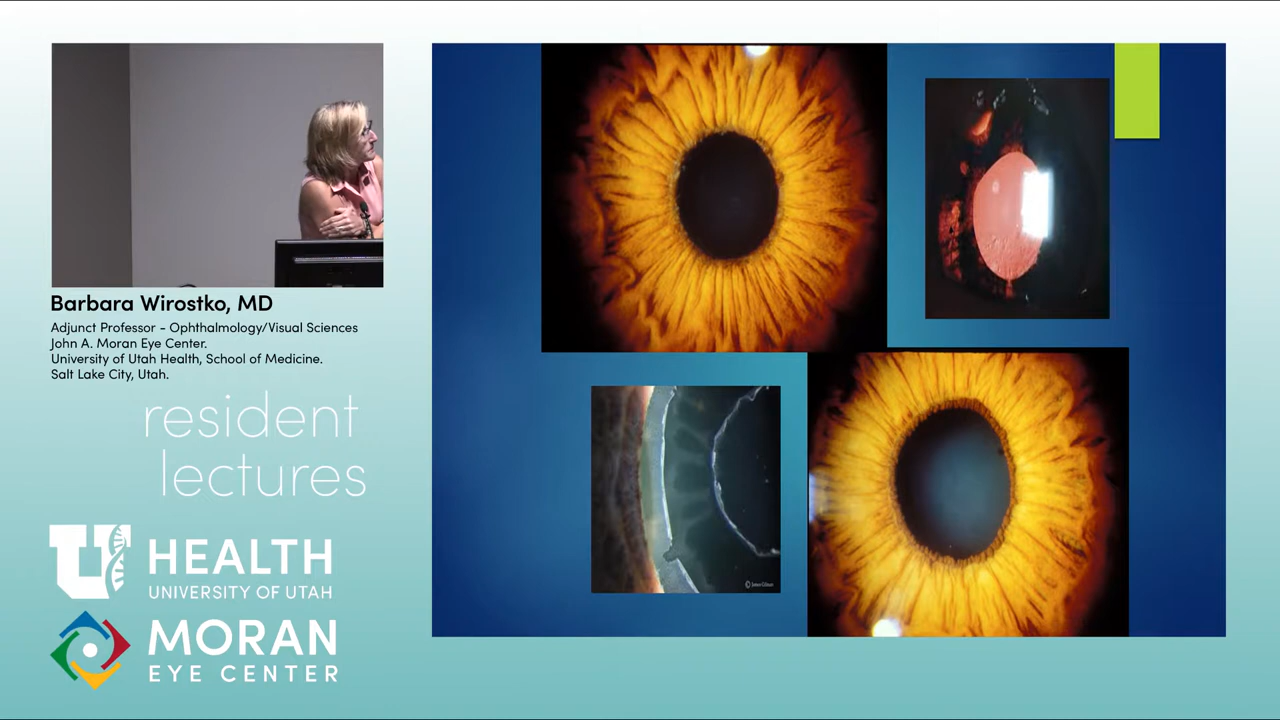 Barbara Wirostko, MD
Adjunct Professor - Ophthalmology/Visual Sciences
John A. Moran Eye Center.
University of Utah Health, School of Medicine.
Salt Lake City, Utah.
resident
lectures
U HEALTH
UNIVERSITY OF UTAH
MORAN
EYE CENTER